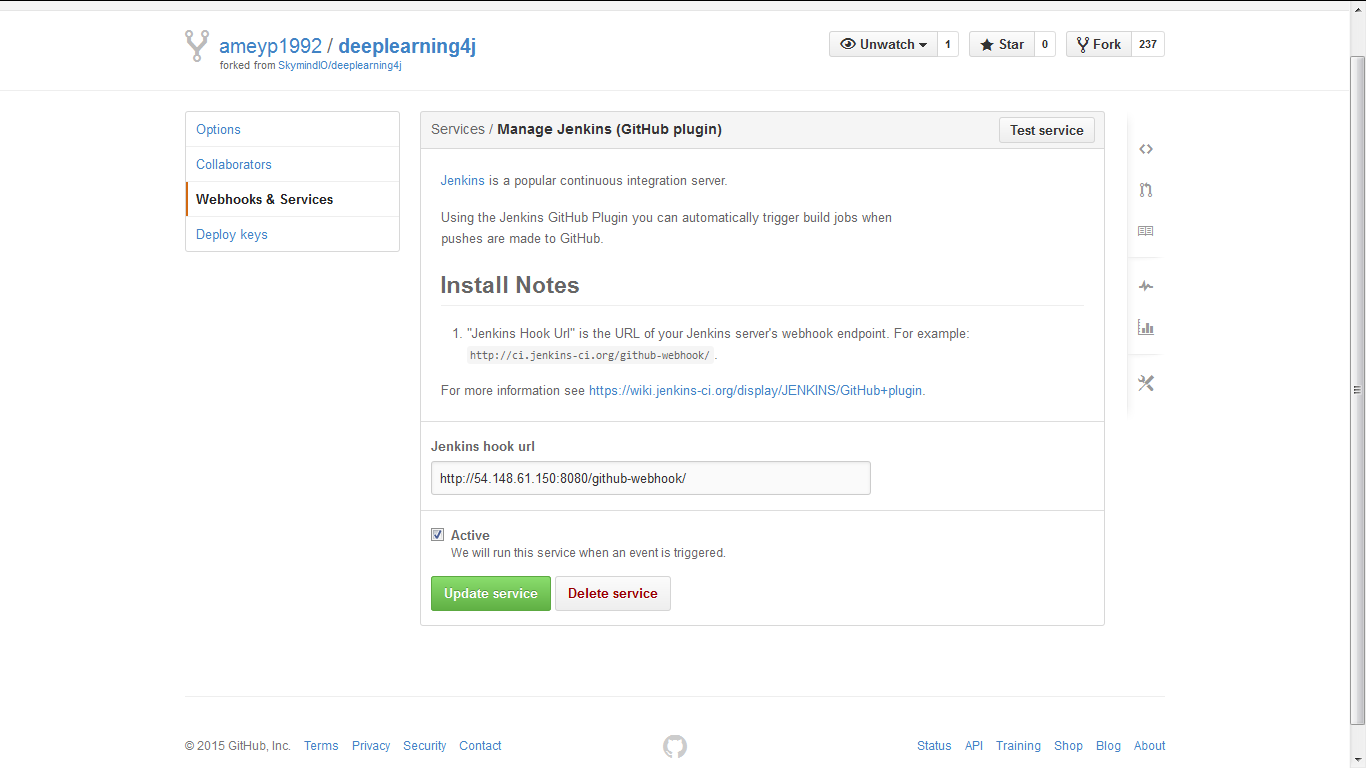 ameyp1992 / deeplearning4j
forked from SkymindIO/deeplearning4j
Unwatch 1 Star 0 Fork 237
Options
Collaborators
Webhooks & Services
Deploy keys
Services / Manage Jenkins (GitHub plugin)
Test service
Jenkins is a popular continuous integration server.
Using the Jenkins GitHub Plugin you can automatically trigger build jobs when
pushes are made to GitHub.
Install Notes
1. "Jenkins Hook Url" is the URL of your Jenkins server's webhook endpoint. For example:
http://ci.jenkins-ci.org/github-webhook/ .
For more information see https://wiki.jenkins-ci.org/display/JENKINS/GitHub+plugin.
Jenkins hook url
http://54.148.61.150:8080/github-webhook/
Active
We will run this service when an event is triggered.
Update service Delete service
© 2015 GitHub, Inc. Terms Privacy Security Contact Status API Training Shop Blog About